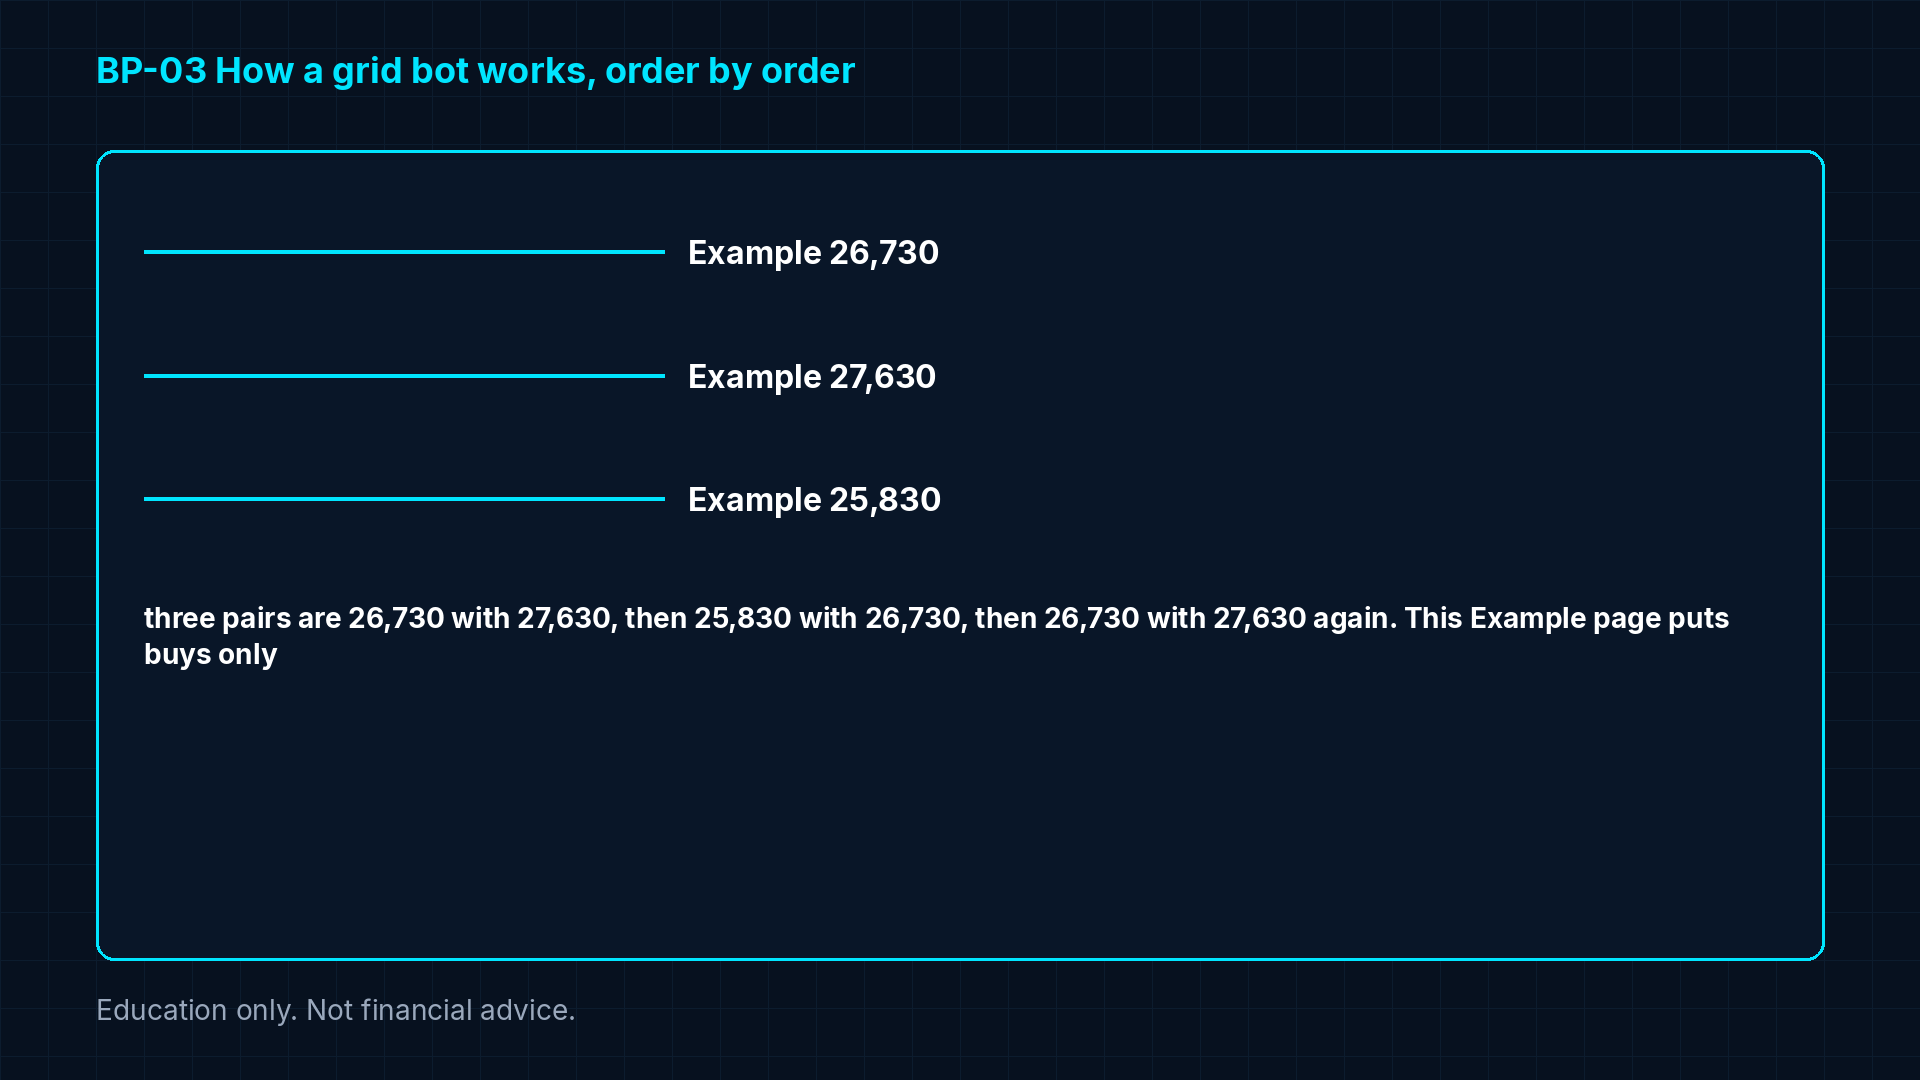 BP-03 How a grid bot works, order by order
Example 26,730
Example 27,630
Example 25,830
three pairs are 26,730 with 27,630, then 25,830 with 26,730, then 26,730 with 27,630 again. This Example page puts
buys only
Education only. Not financial advice.